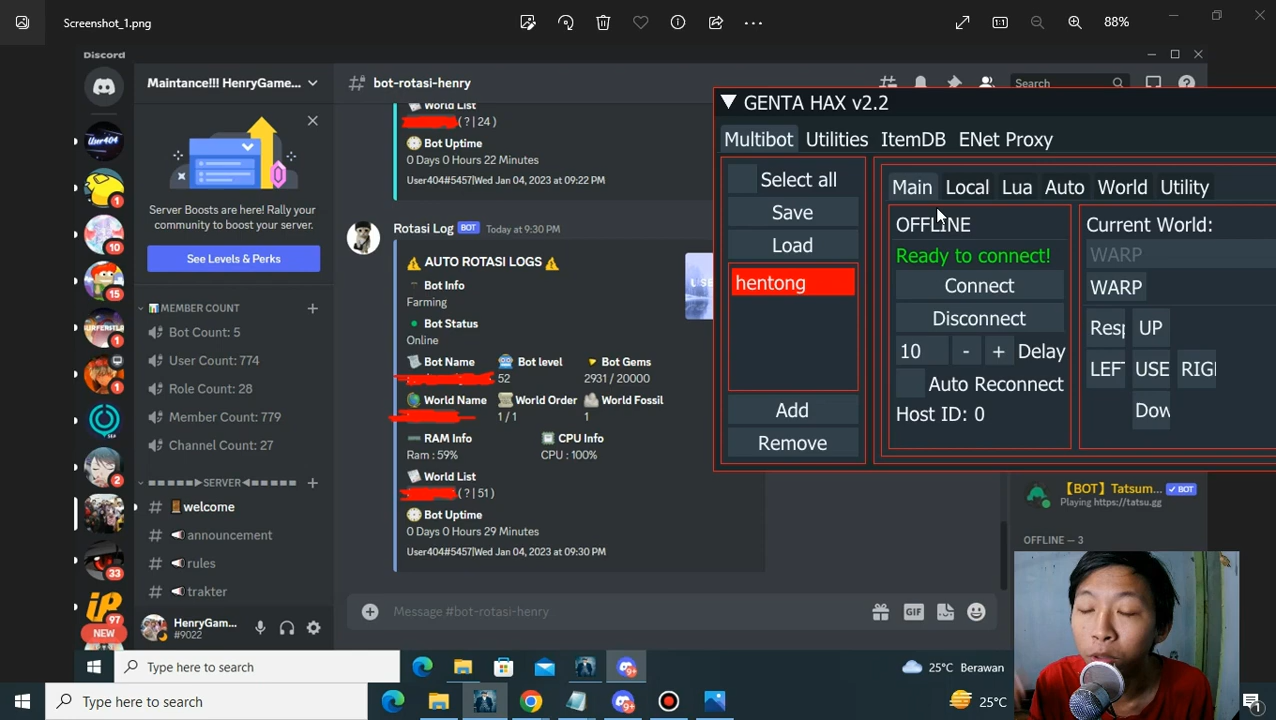 Screenshot_1.png
88%
Discord
Maintance!!! HenryGame...
bot-rotasi-henry
Search
Server Boosts are here! Rally your
community to boost your server.
See Levels & Perks
MEMBER COUNT
Bot Count: 5
User Count: 774
Role Count: 28
Member Count: 779
Channel Count: 27
SERVER
welcome
announcement
rules
trakter
HenryGam...
#9022
1
10
15
1
1
2
33
97
NEW
World List
( ? | 24 )
Bot Uptime
0 Days 0 Hours 22 Minutes
User404#5457|Wed Jan 04, 2023 at 09:22 PM
Rotasi Log BOT Today at 9:30 PM
AUTO ROTASI LOGS
Bot Info
Farming
Bot Status
Online
Bot Name Bot level Bot Gems
52 2931 / 20000
World Name World Order World Fossil
1 / 1 1
RAM Info CPU Info
Ram : 59% CPU : 100%
World List
( ? | 51 )
Bot Uptime
0 Days 0 Hours 29 Minutes
User404#5457|Wed Jan 04, 2023 at 09:30 PM
Message #bot-rotasi-henry
GIF
GENTA HAX v2.2
Multibot Utilities ItemDB ENet Proxy
Select all
Save
Load
hentong
Add
Remove
Main Local Lua Auto World Utility
OFFLINE
Ready to connect!
Connect
Disconnect
10 - + Delay
Auto Reconnect
Host ID: 0
Current World:
WARP
WARP
UP
USE
【BOT】Tatsum... BOT
Playing https://tatsu.gg
OFFLINE — 3
Type here to search
25°C Berawan
Type here to search
25°C
1